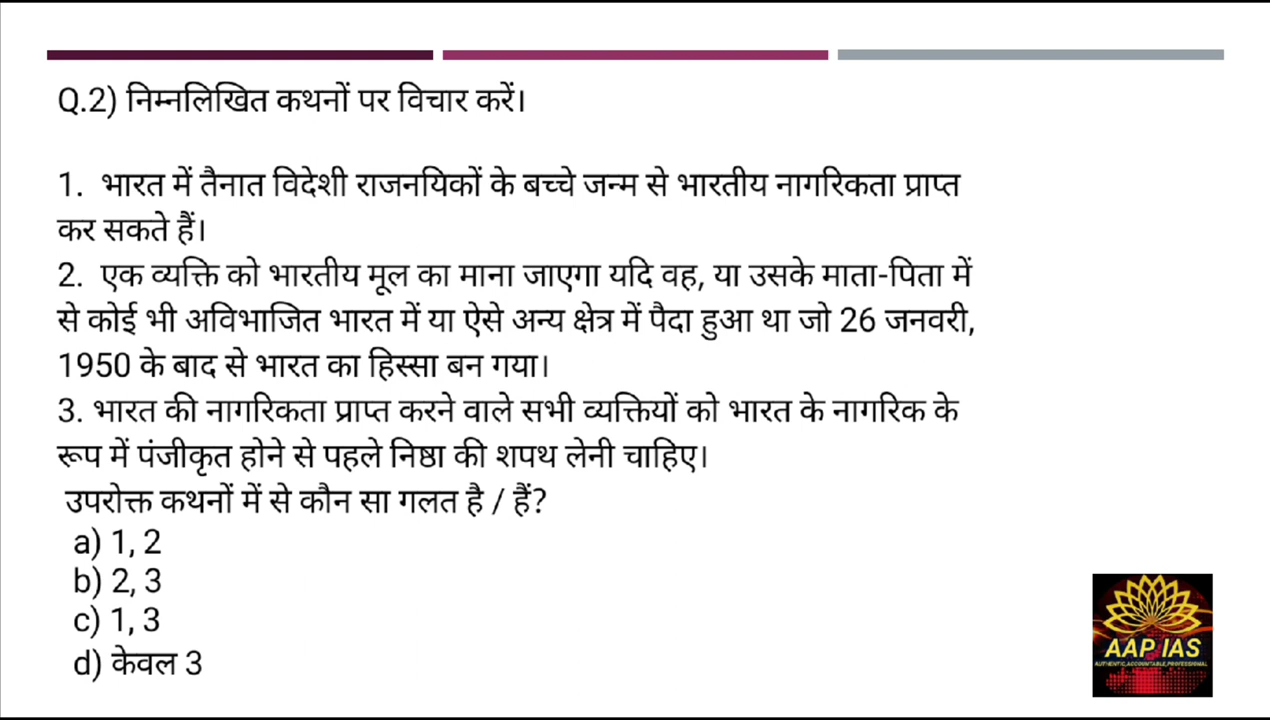 Q.2) निम्नलिखित कथनों पर विचार करें।
1. भारत में तैनात विदेशी राजनयिकों के बच्चे जन्म से भारतीय नागरिकता प्राप्त
कर सकते हैं।
2. एक व्यक्ति को भारतीय मूल का माना जाएगा यदि वह, या उसके माता-पिता में
से कोई भी अविभाजित भारत में या ऐसे अन्य क्षेत्र में पैदा हुआ था जो 26 जनवरी,
1950 के बाद से भारत का हिस्सा बन गया।
3. भारत की नागरिकता प्राप्त करने वाले सभी व्यक्तियों को भारत के नागरिक के
रूप में पंजीकृत होने से पहले निष्ठा की शपथ लेनी चाहिए।
उपरोक्त कथनों में से कौन सा गलत है / हैं?
a) 1, 2
b) 2, 3
c) 1, 3
d) केवल 3
AAP IAS
AUTHENTIC,ACCOUNTABLE,PROFESSIONAL